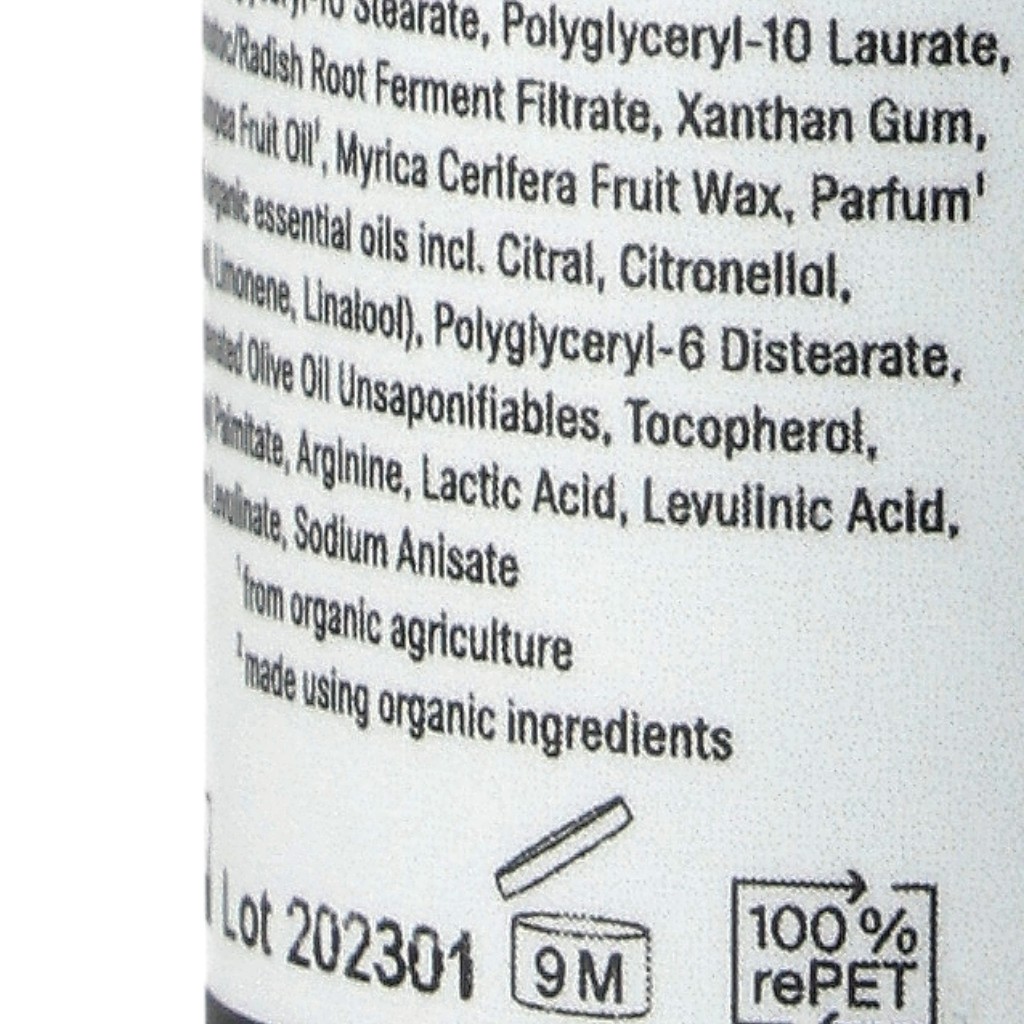 Stearate, Polyglyceryl-10 Laurate,
/Radish Root Ferment Filtrate, Xanthan Gum,
Fruit Oil¹, Myrica Cerifera Fruit Wax, Parfum¹
organic essential oils incl. Citral, Citronellol,
Limonene, Linalool), Polyglyceryl-6 Distearate,
Olive Oil Unsaponifiables, Tocopherol,
Palmitate, Arginine, Lactic Acid, Levulinic Acid,
Levulinate, Sodium Anisate
¹from organic agriculture
²made using organic ingredients
Lot 202301
9 M
100 %
rePET